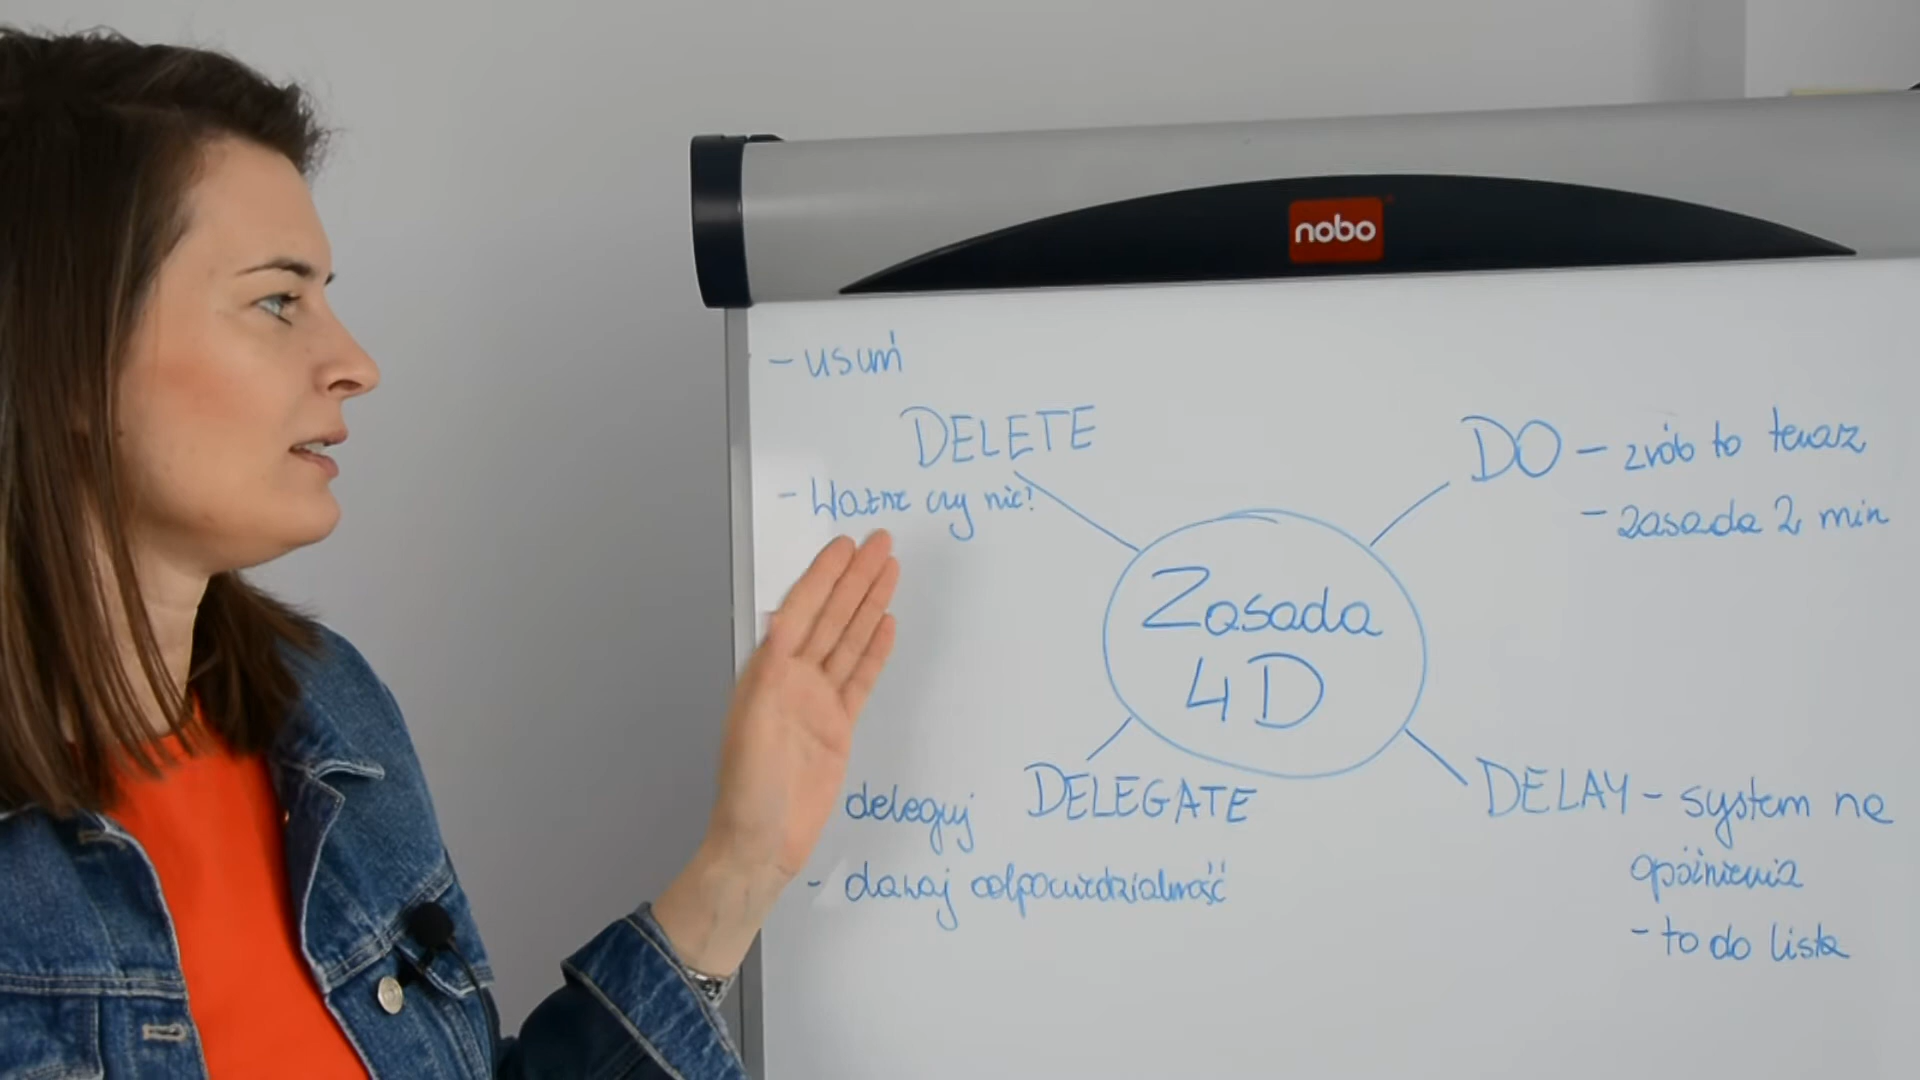 nobo
- usuń
DELETE
- Ważne czy nie?
DO - zrób to teraz
- zasada 2 min
Zasada
4D
deleguj DELEGATE
- dawaj odpowiedzialność
DELAY - system na
opóźnienia
- to do lista